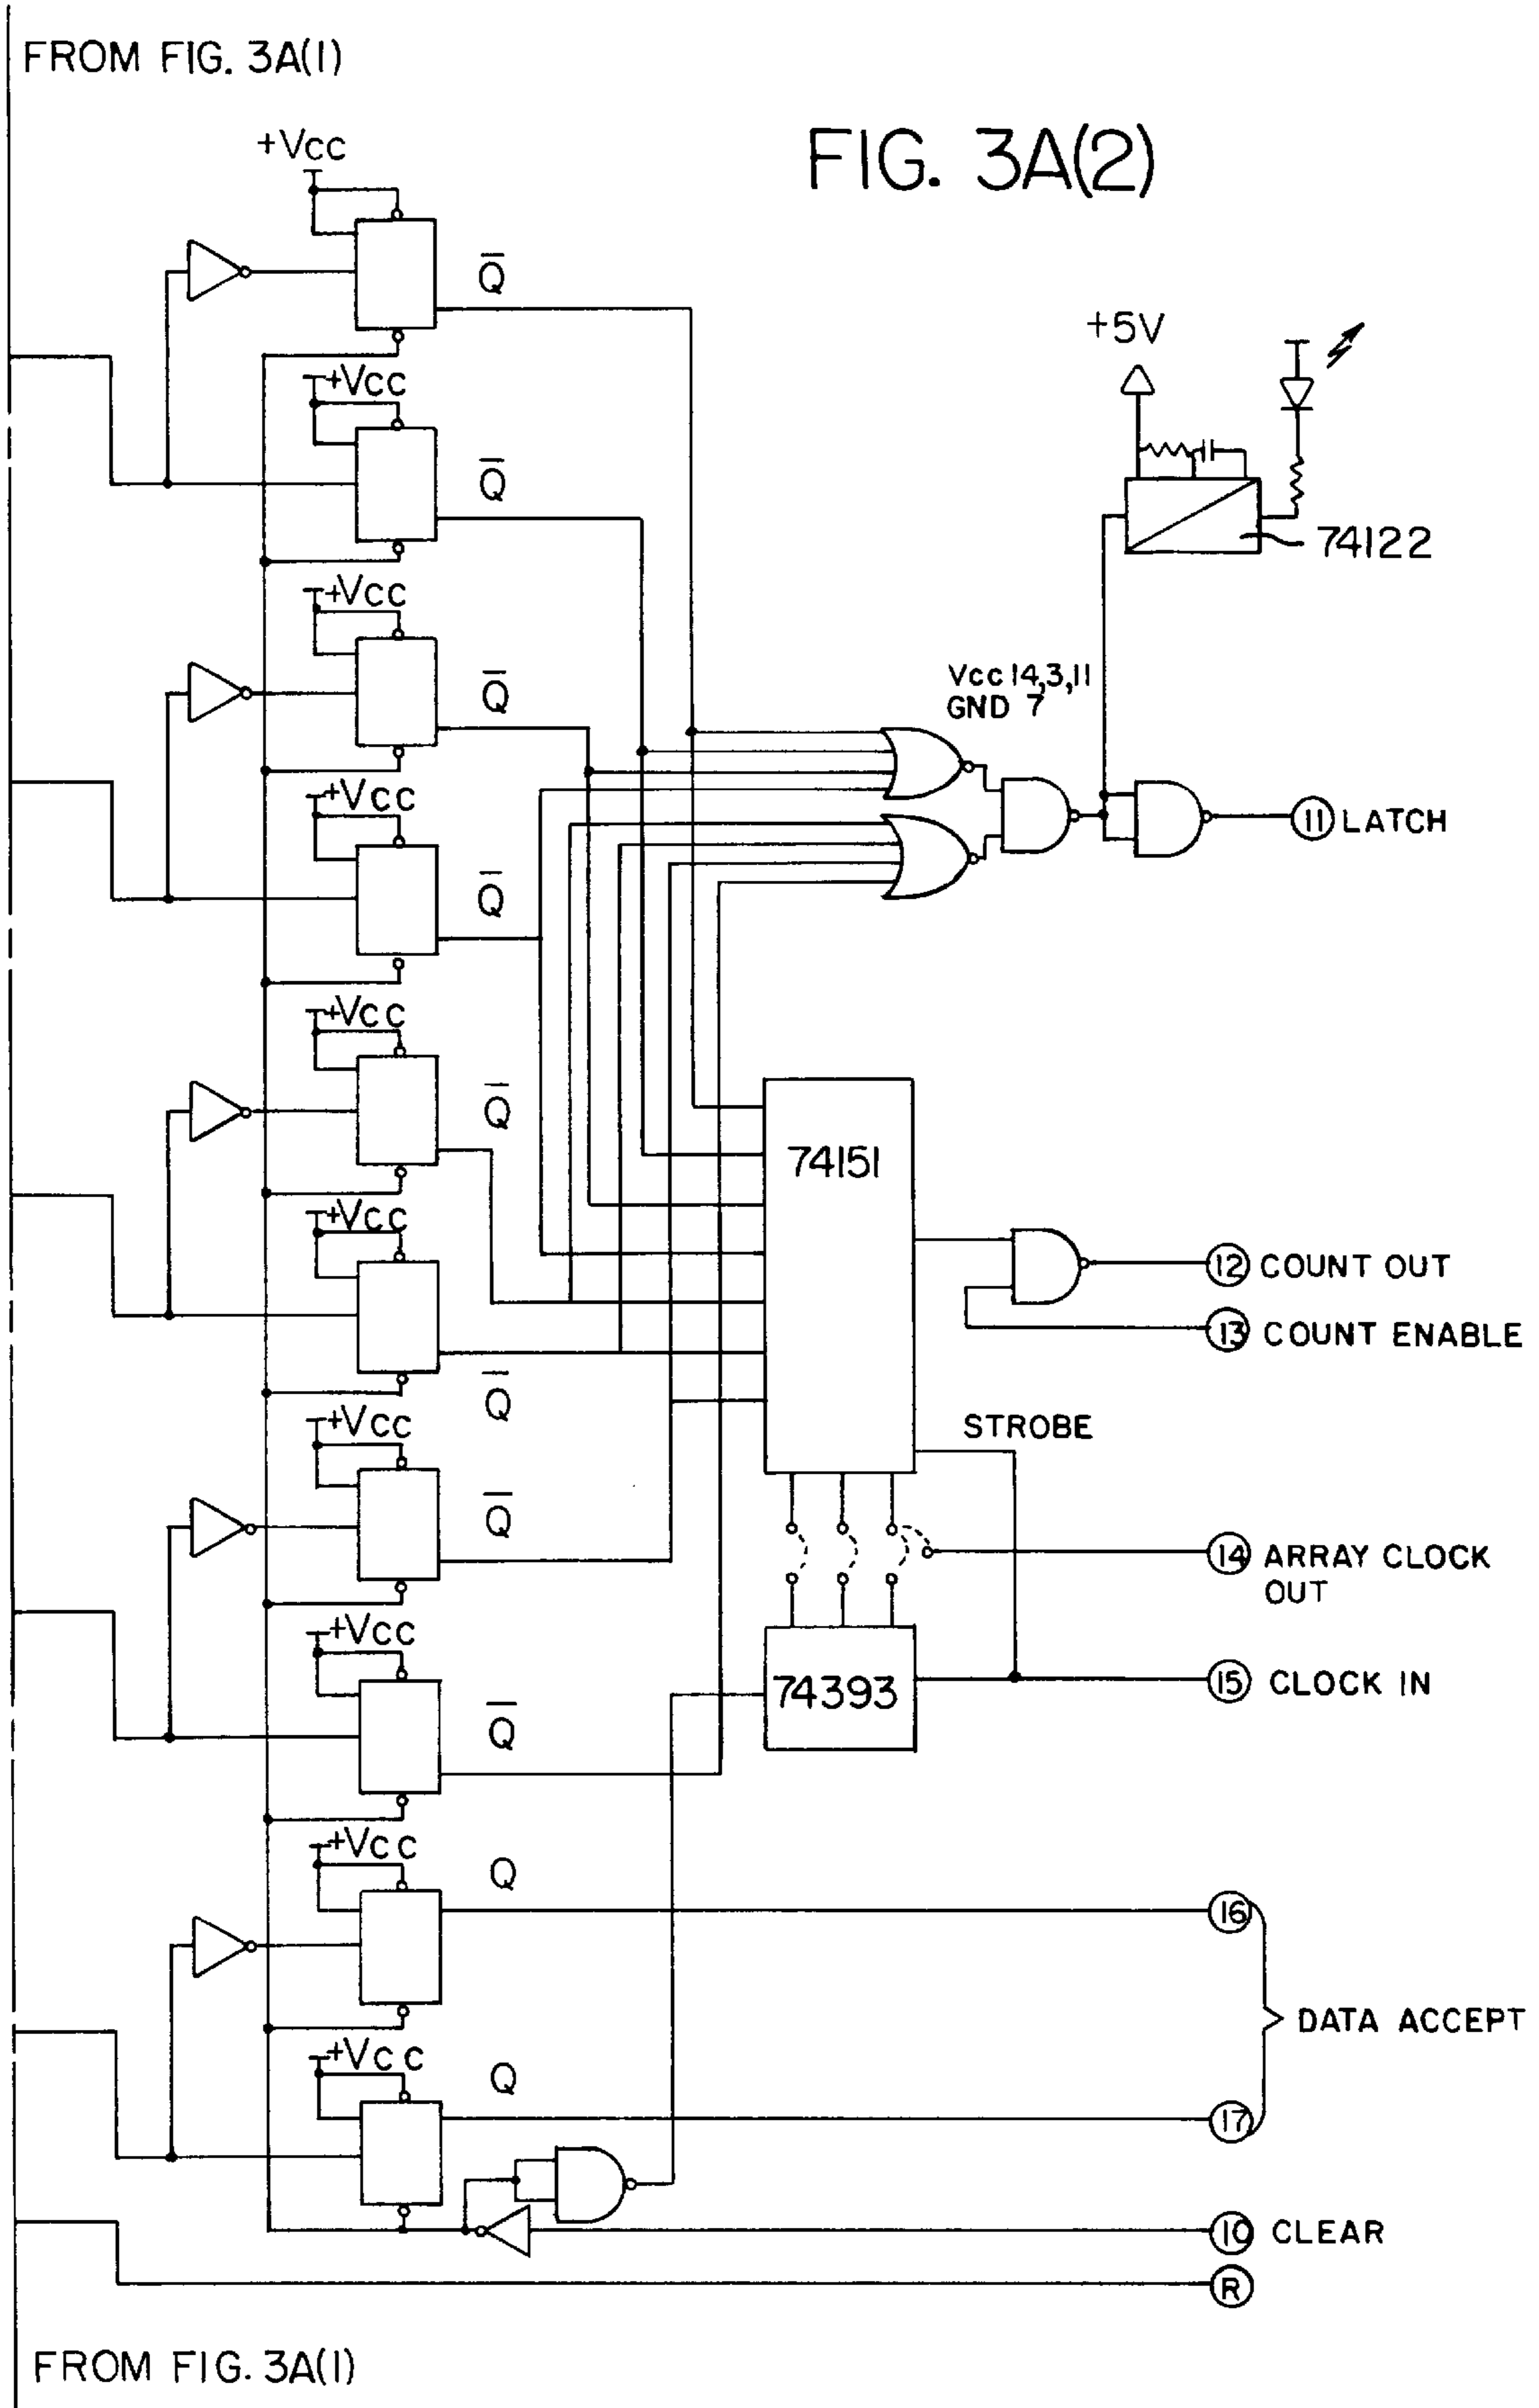 FROM FIG. 3A(1)
FIG. 3A(2)
+Vcc
Q̅
+5V
+Vcc
Q̅
74122
+Vcc
Q̅
Vcc 14,3,11
GND 7
+Vcc
Q̅
11 LATCH
+Vcc
Q̅
74151
+Vcc
Q̅
12 COUNT OUT
13 COUNT ENABLE
+Vcc
Q̅
STROBE
14 ARRAY CLOCK
OUT
+Vcc
Q̅
74393
15 CLOCK IN
+Vcc
Q
16
DATA ACCEPT
+Vcc
Q
17
10 CLEAR
R
FROM FIG. 3A(1)